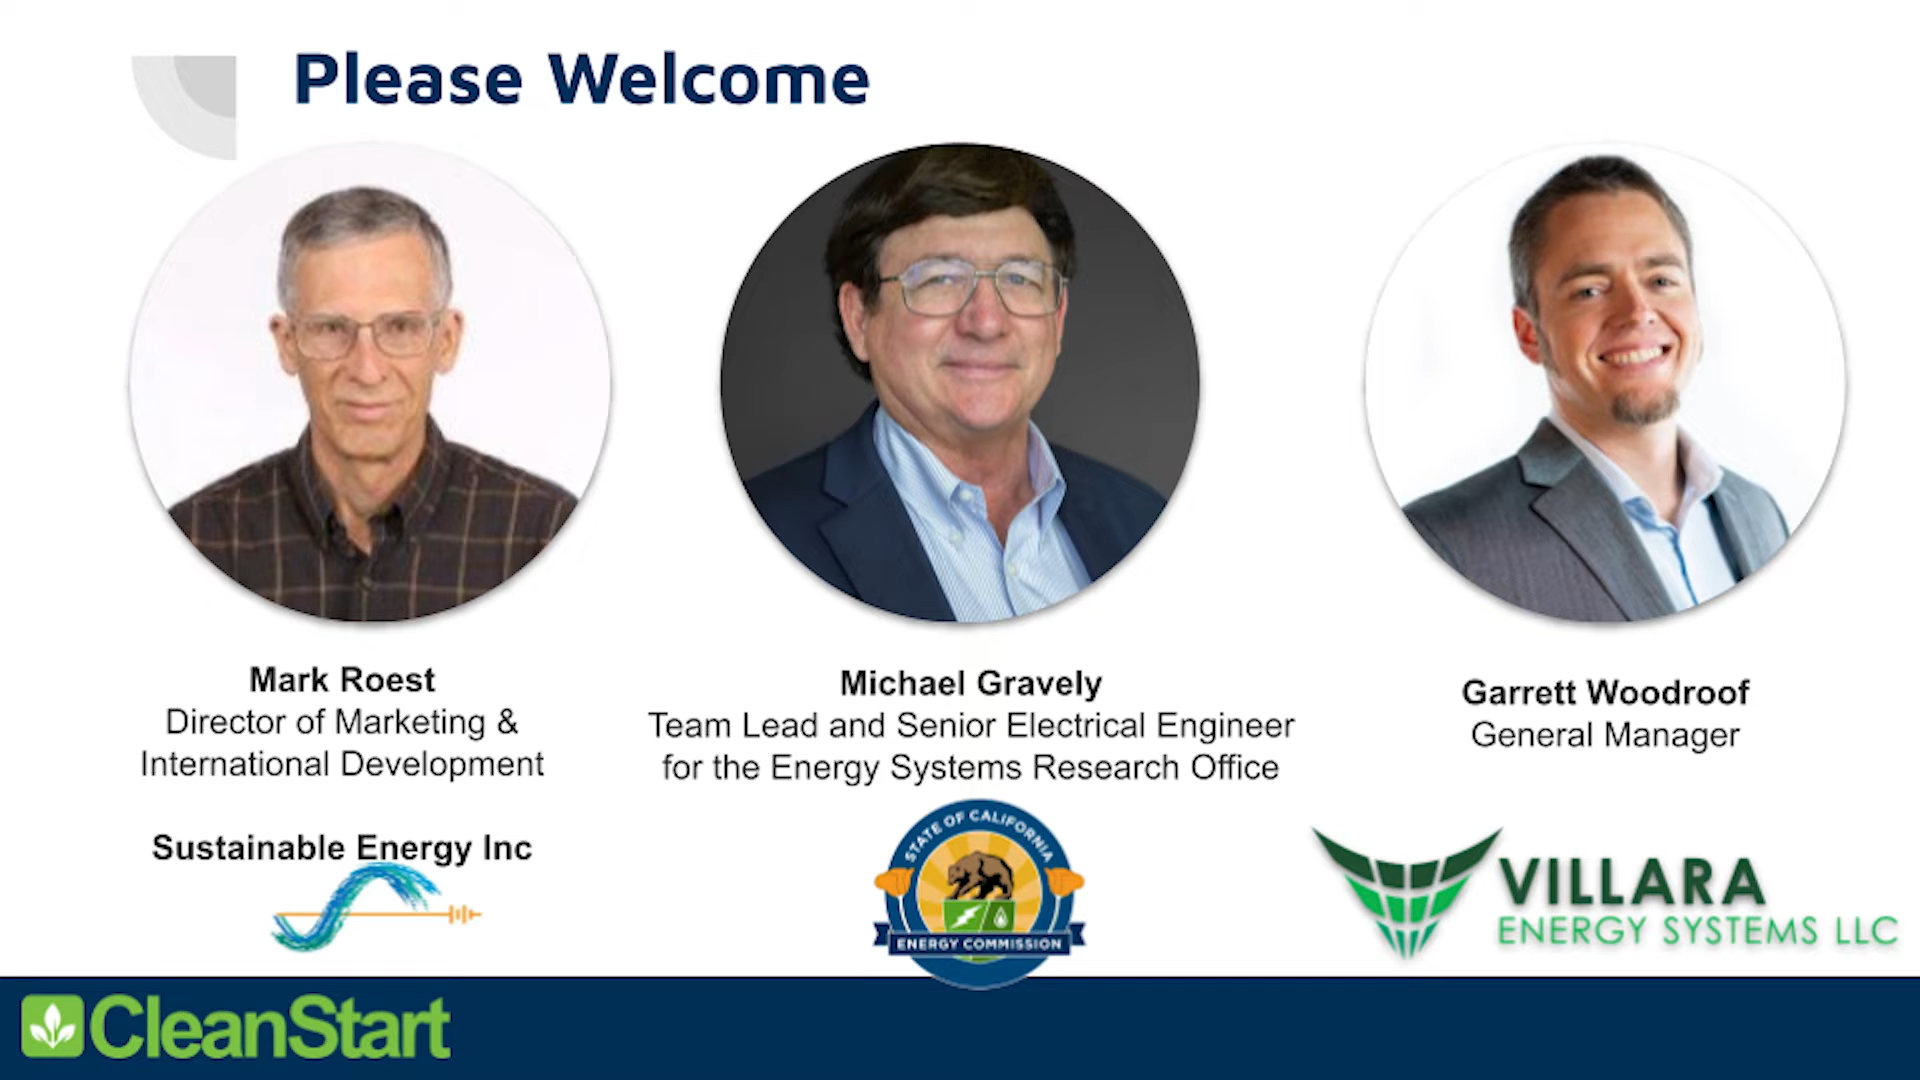 Please Welcome
Mark Roest
Director of Marketing &
International Development
Sustainable Energy Inc
Michael Gravely
Team Lead and Senior Electrical Engineer
for the Energy Systems Research Office
STATE OF CALIFORNIA
ENERGY COMMISSION
Garrett Woodroof
General Manager
VILLARA
ENERGY SYSTEMS LLC
CleanStart